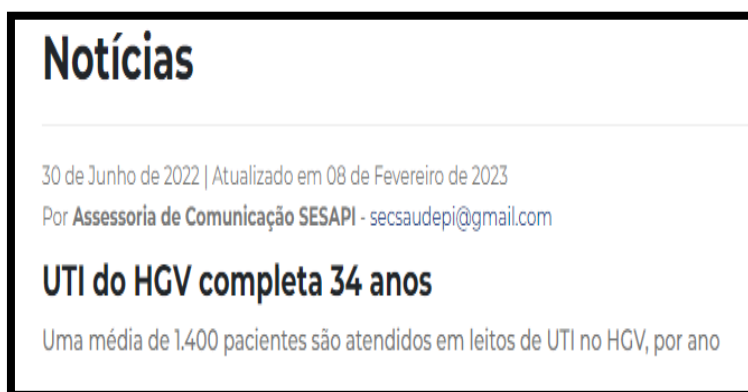 Notícias
30 de Junho de 2022 | Atualizado em 08 de Fevereiro de 2023
Por Assessoria de Comunicação SESAPI - secsaudepi@gmail.com
UTI do HGV completa 34 anos
Uma média de 1.400 pacientes são atendidos em leitos de UTI no HGV, por ano